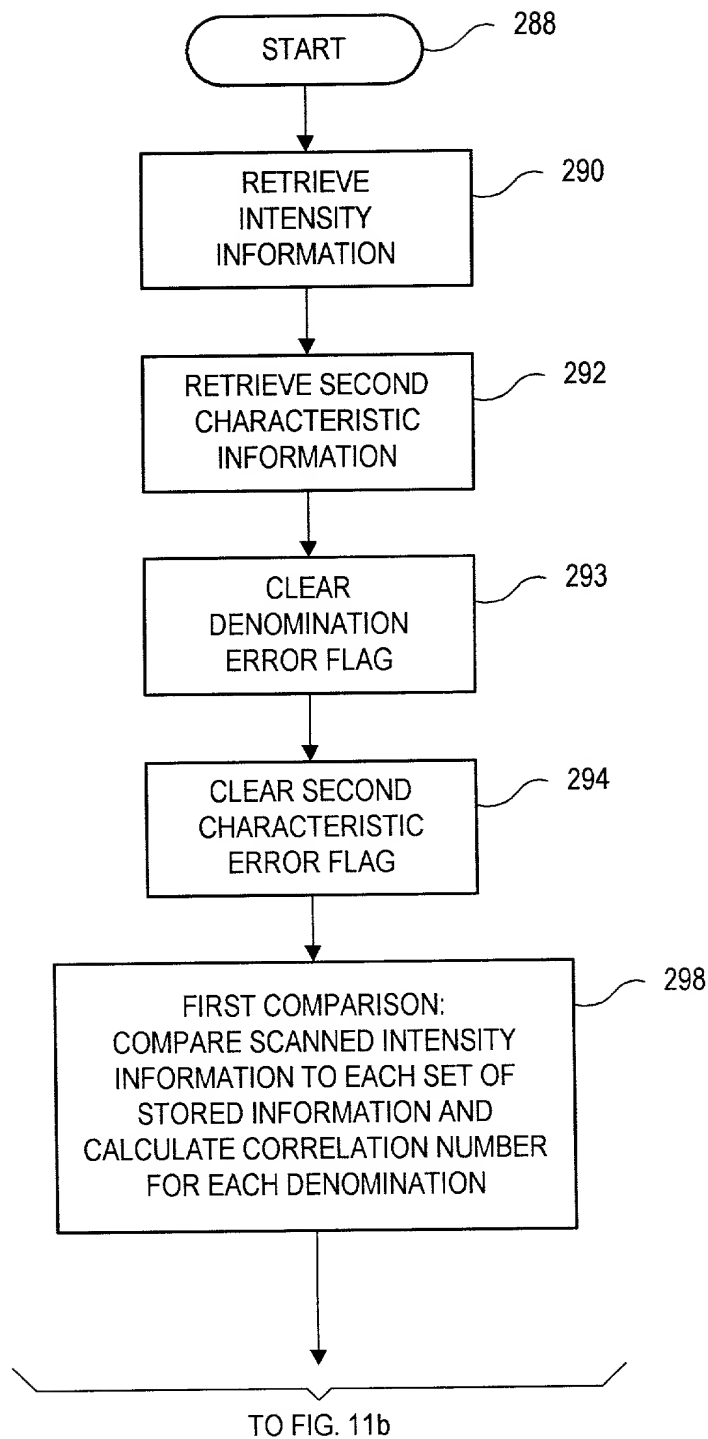 START
288
RETRIEVE
INTENSITY
INFORMATION
290
RETRIEVE SECOND
CHARACTERISTIC
INFORMATION
292
CLEAR
DENOMINATION
ERROR FLAG
293
CLEAR SECOND
CHARACTERISTIC
ERROR FLAG
294
FIRST COMPARISON:
COMPARE SCANNED INTENSITY
INFORMATION TO EACH SET OF
STORED INFORMATION AND
CALCULATE CORRELATION NUMBER
FOR EACH DENOMINATION
298
TO FIG. 11b